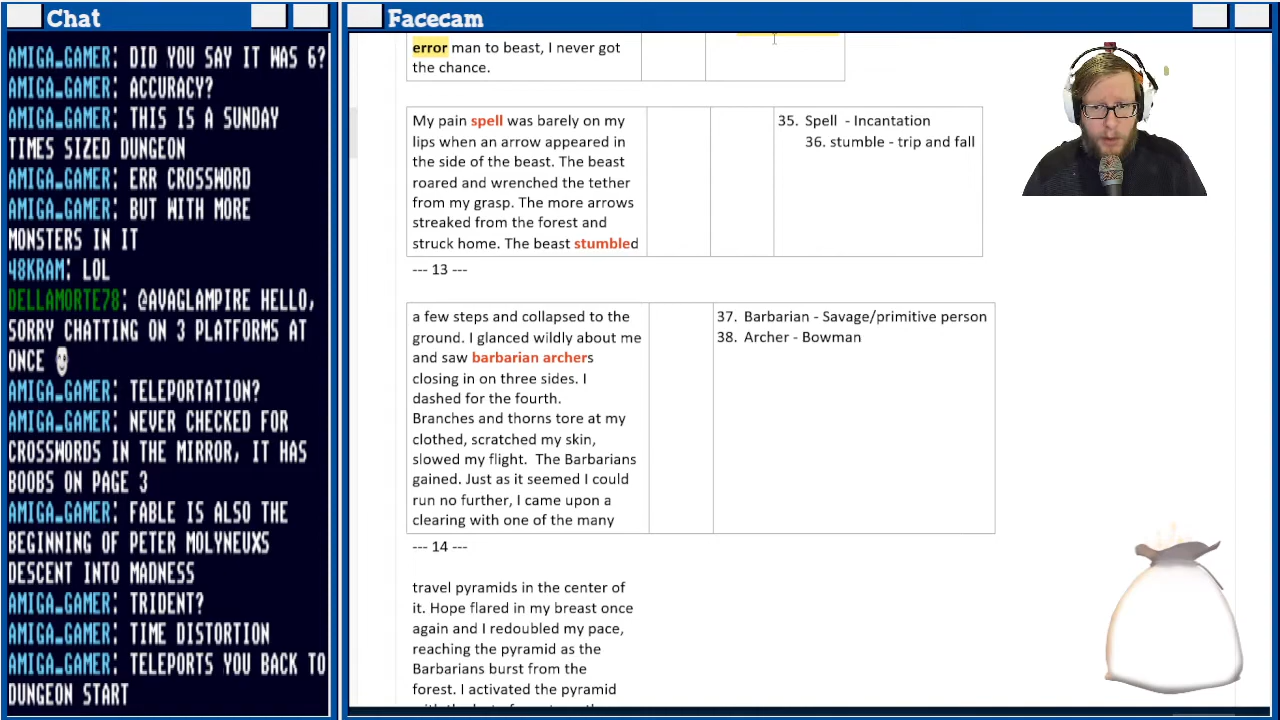 Chat
AMIGA_GAMER: DID YOU SAY IT WAS 6?
AMIGA_GAMER: ACCURACY?
AMIGA_GAMER: THIS IS A SUNDAY
TIMES SIZED DUNGEON
AMIGA_GAMER: ERR CROSSWORD
AMIGA_GAMER: BUT WITH MORE
MONSTERS IN IT
48KRAM: LOL
DELLAMORTE78: @AVAGLAMPIRE HELLO,
SORRY CHATTING ON 3 PLATFORMS AT
ONCE
AMIGA_GAMER: TELEPORTATION?
AMIGA_GAMER: NEVER CHECKED FOR
CROSSWORDS IN THE MIRROR, IT HAS
BOOBS ON PAGE 3
AMIGA_GAMER: FABLE IS ALSO THE
BEGINNING OF PETER MOLYNEUXS
DESCENT INTO MADNESS
AMIGA_GAMER: TRIDENT?
AMIGA_GAMER: TIME DISTORTION
AMIGA_GAMER: TELEPORTS YOU BACK TO
DUNGEON START
Facecam
error man to beast, I never got
the chance.
My pain spell was barely on my
lips when an arrow appeared in
the side of the beast. The beast
roared and wrenched the tether
from my grasp. The more arrows
streaked from the forest and
struck home. The beast stumbled
35. Spell - Incantation
36. stumble - trip and fall
--- 13 ---
a few steps and collapsed to the
ground. I glanced wildly about me
and saw barbarian archers
closing in on three sides. I
dashed for the fourth.
Branches and thorns tore at my
clothed, scratched my skin,
slowed my flight. The Barbarians
gained. Just as it seemed I could
run no further, I came upon a
clearing with one of the many
37. Barbarian - Savage/primitive person
38. Archer - Bowman
--- 14 ---
travel pyramids in the center of
it. Hope flared in my breast once
again and I redoubled my pace,
reaching the pyramid as the
Barbarians burst from the
forest. I activated the pyramid